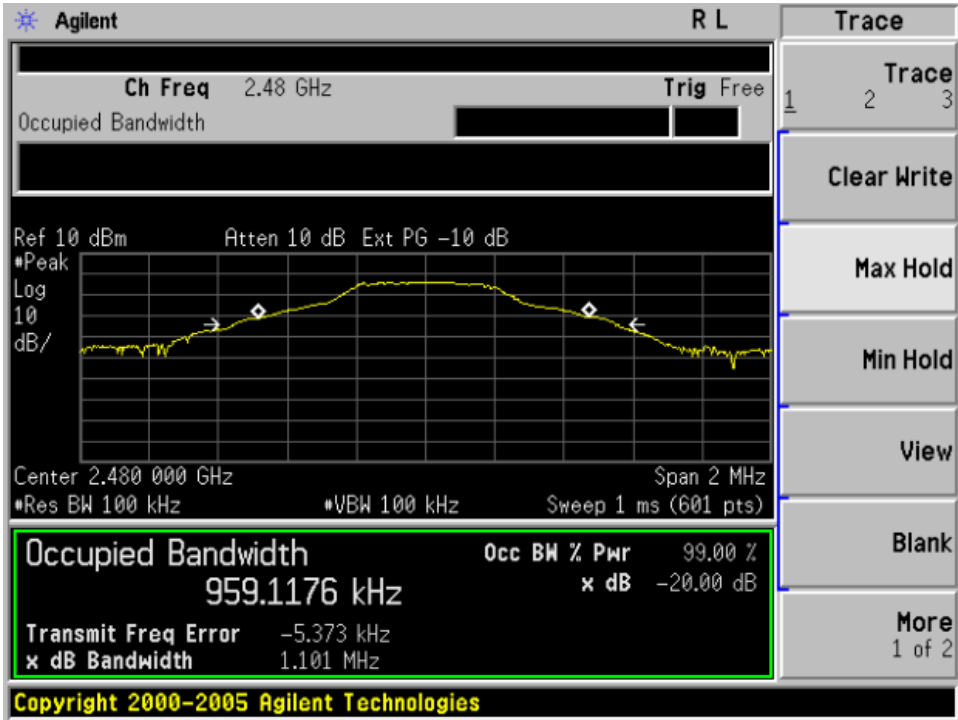 Agilent R L Trace
Ch Freq 2.48 GHz Trig Free
Occupied Bandwidth
Trace
1 2 3
Clear Write
Max Hold
Min Hold
View
Blank
More
1 of 2
Ref 10 dBm Atten 10 dB Ext PG -10 dB
#Peak
Log
10
dB/
Center 2.480 000 GHz Span 2 MHz
#Res BW 100 kHz #VBW 100 kHz Sweep 1 ms (601 pts)
Occupied Bandwidth Occ BW % Pwr 99.00 %
959.1176 kHz x dB -20.00 dB
Transmit Freq Error -5.373 kHz
x dB Bandwidth 1.101 MHz
Copyright 2000-2005 Agilent Technologies